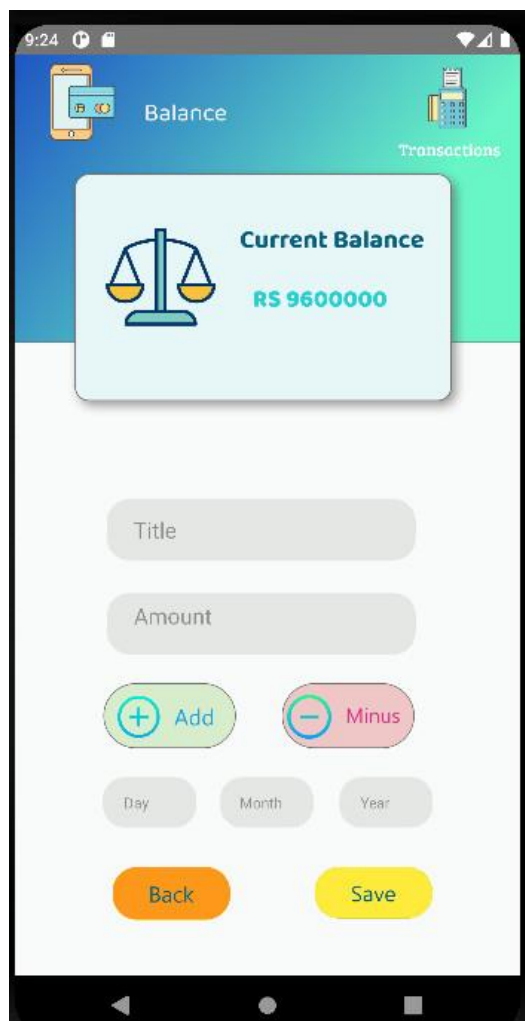 9:24
Balance
Transactions
Current Balance
RS 9600000
Title
Amount
Add
Minus
Day
Month
Year
Back
Save